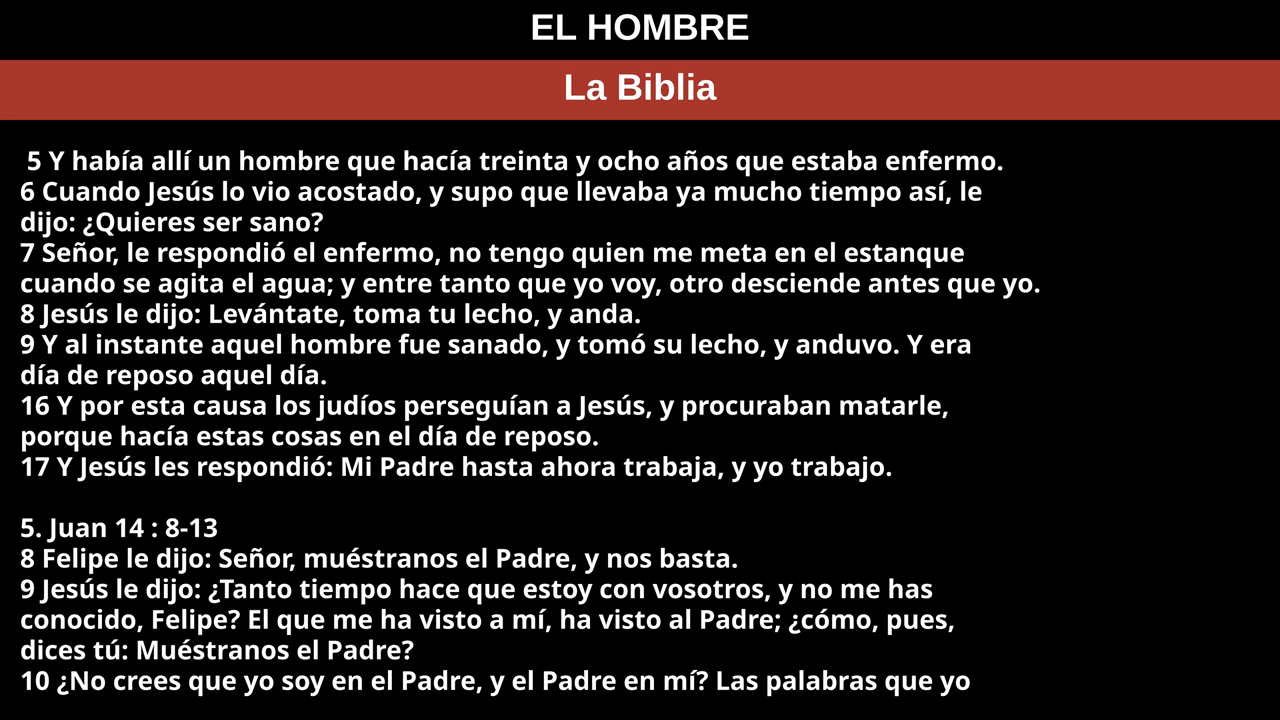 EL HOMBRE
La Biblia
5 Y había allí un hombre que hacía treinta y ocho años que estaba enfermo.
6 Cuando Jesús lo vio acostado, y supo que llevaba ya mucho tiempo así, le
dijo: ¿Quieres ser sano?
7 Señor, le respondió el enfermo, no tengo quien me meta en el estanque
cuando se agita el agua; y entre tanto que yo voy, otro desciende antes que yo.
8 Jesús le dijo: Levántate, toma tu lecho, y anda.
9 Y al instante aquel hombre fue sanado, y tomó su lecho, y anduvo. Y era
día de reposo aquel día.
16 Y por esta causa los judíos perseguían a Jesús, y procuraban matarle,
porque hacía estas cosas en el día de reposo.
17 Y Jesús les respondió: Mi Padre hasta ahora trabaja, y yo trabajo.
5. Juan 14 : 8-13
8 Felipe le dijo: Señor, muéstranos el Padre, y nos basta.
9 Jesús le dijo: ¿Tanto tiempo hace que estoy con vosotros, y no me has
conocido, Felipe? El que me ha visto a mí, ha visto al Padre; ¿cómo, pues,
dices tú: Muéstranos el Padre?
10 ¿No crees que yo soy en el Padre, y el Padre en mí? Las palabras que yo